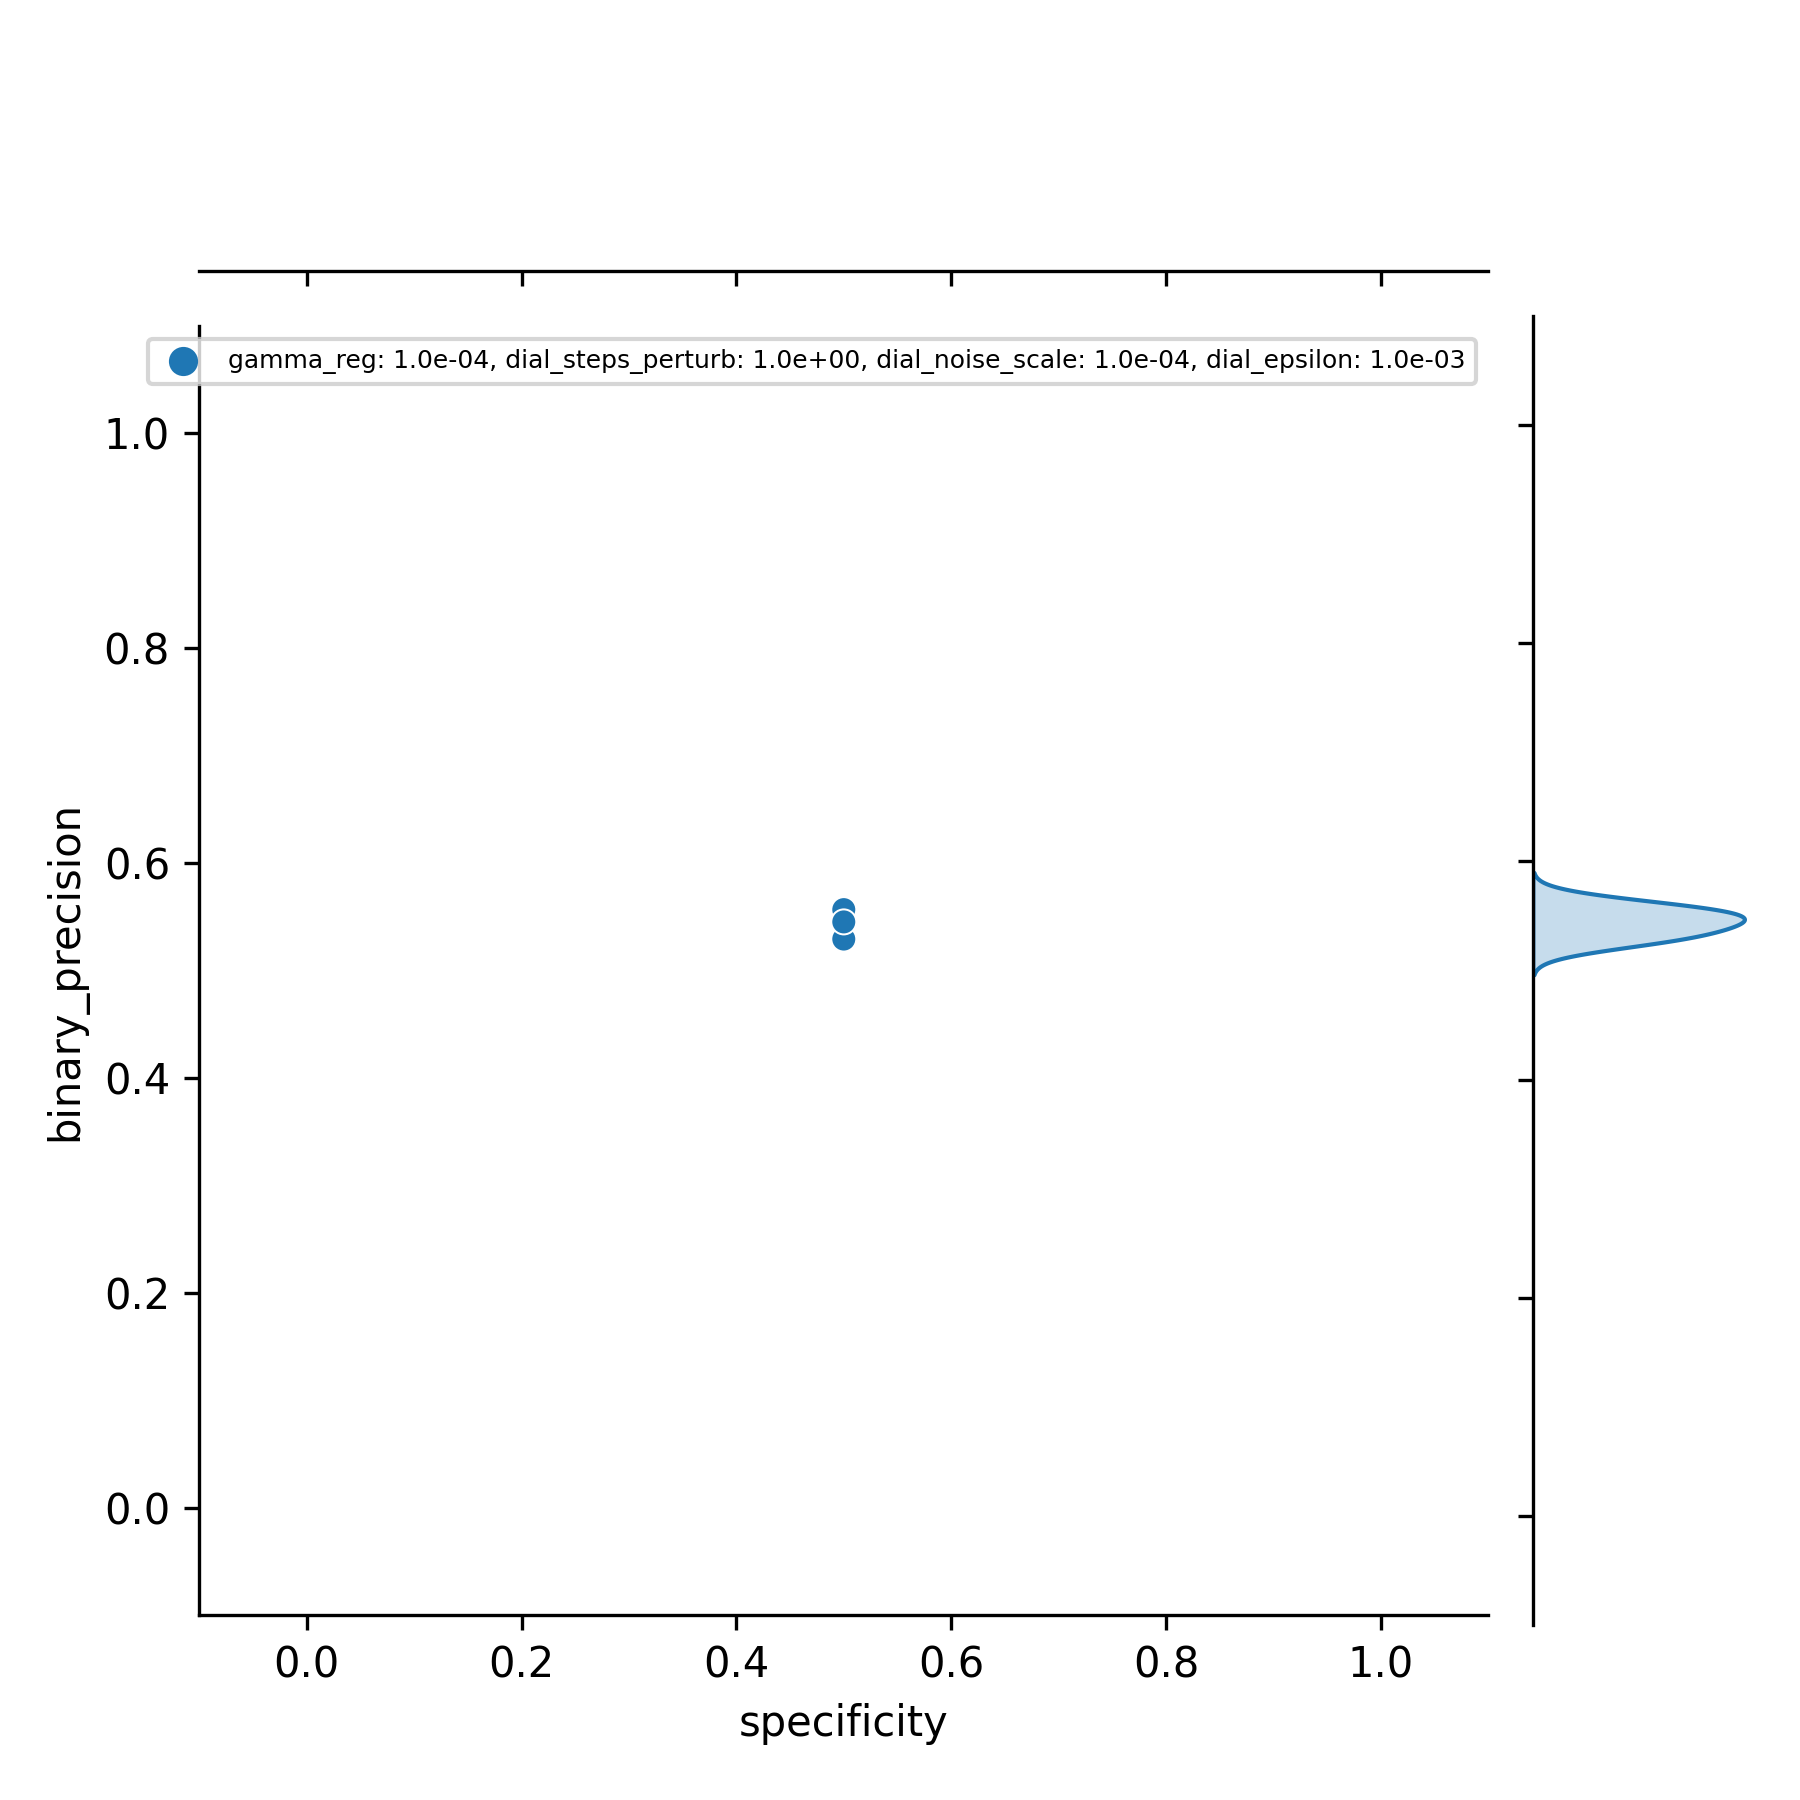 gamma_reg: 1.0e-04, dial_steps_perturb: 1.0e+00, dial_noise_scale: 1.0e-04, dial_epsilon: 1.0e-03
1.0
0.8
0.6
0.4
0.2
0.0
binary_precision
0.0 0.2 0.4 0.6 0.8 1.0
specificity